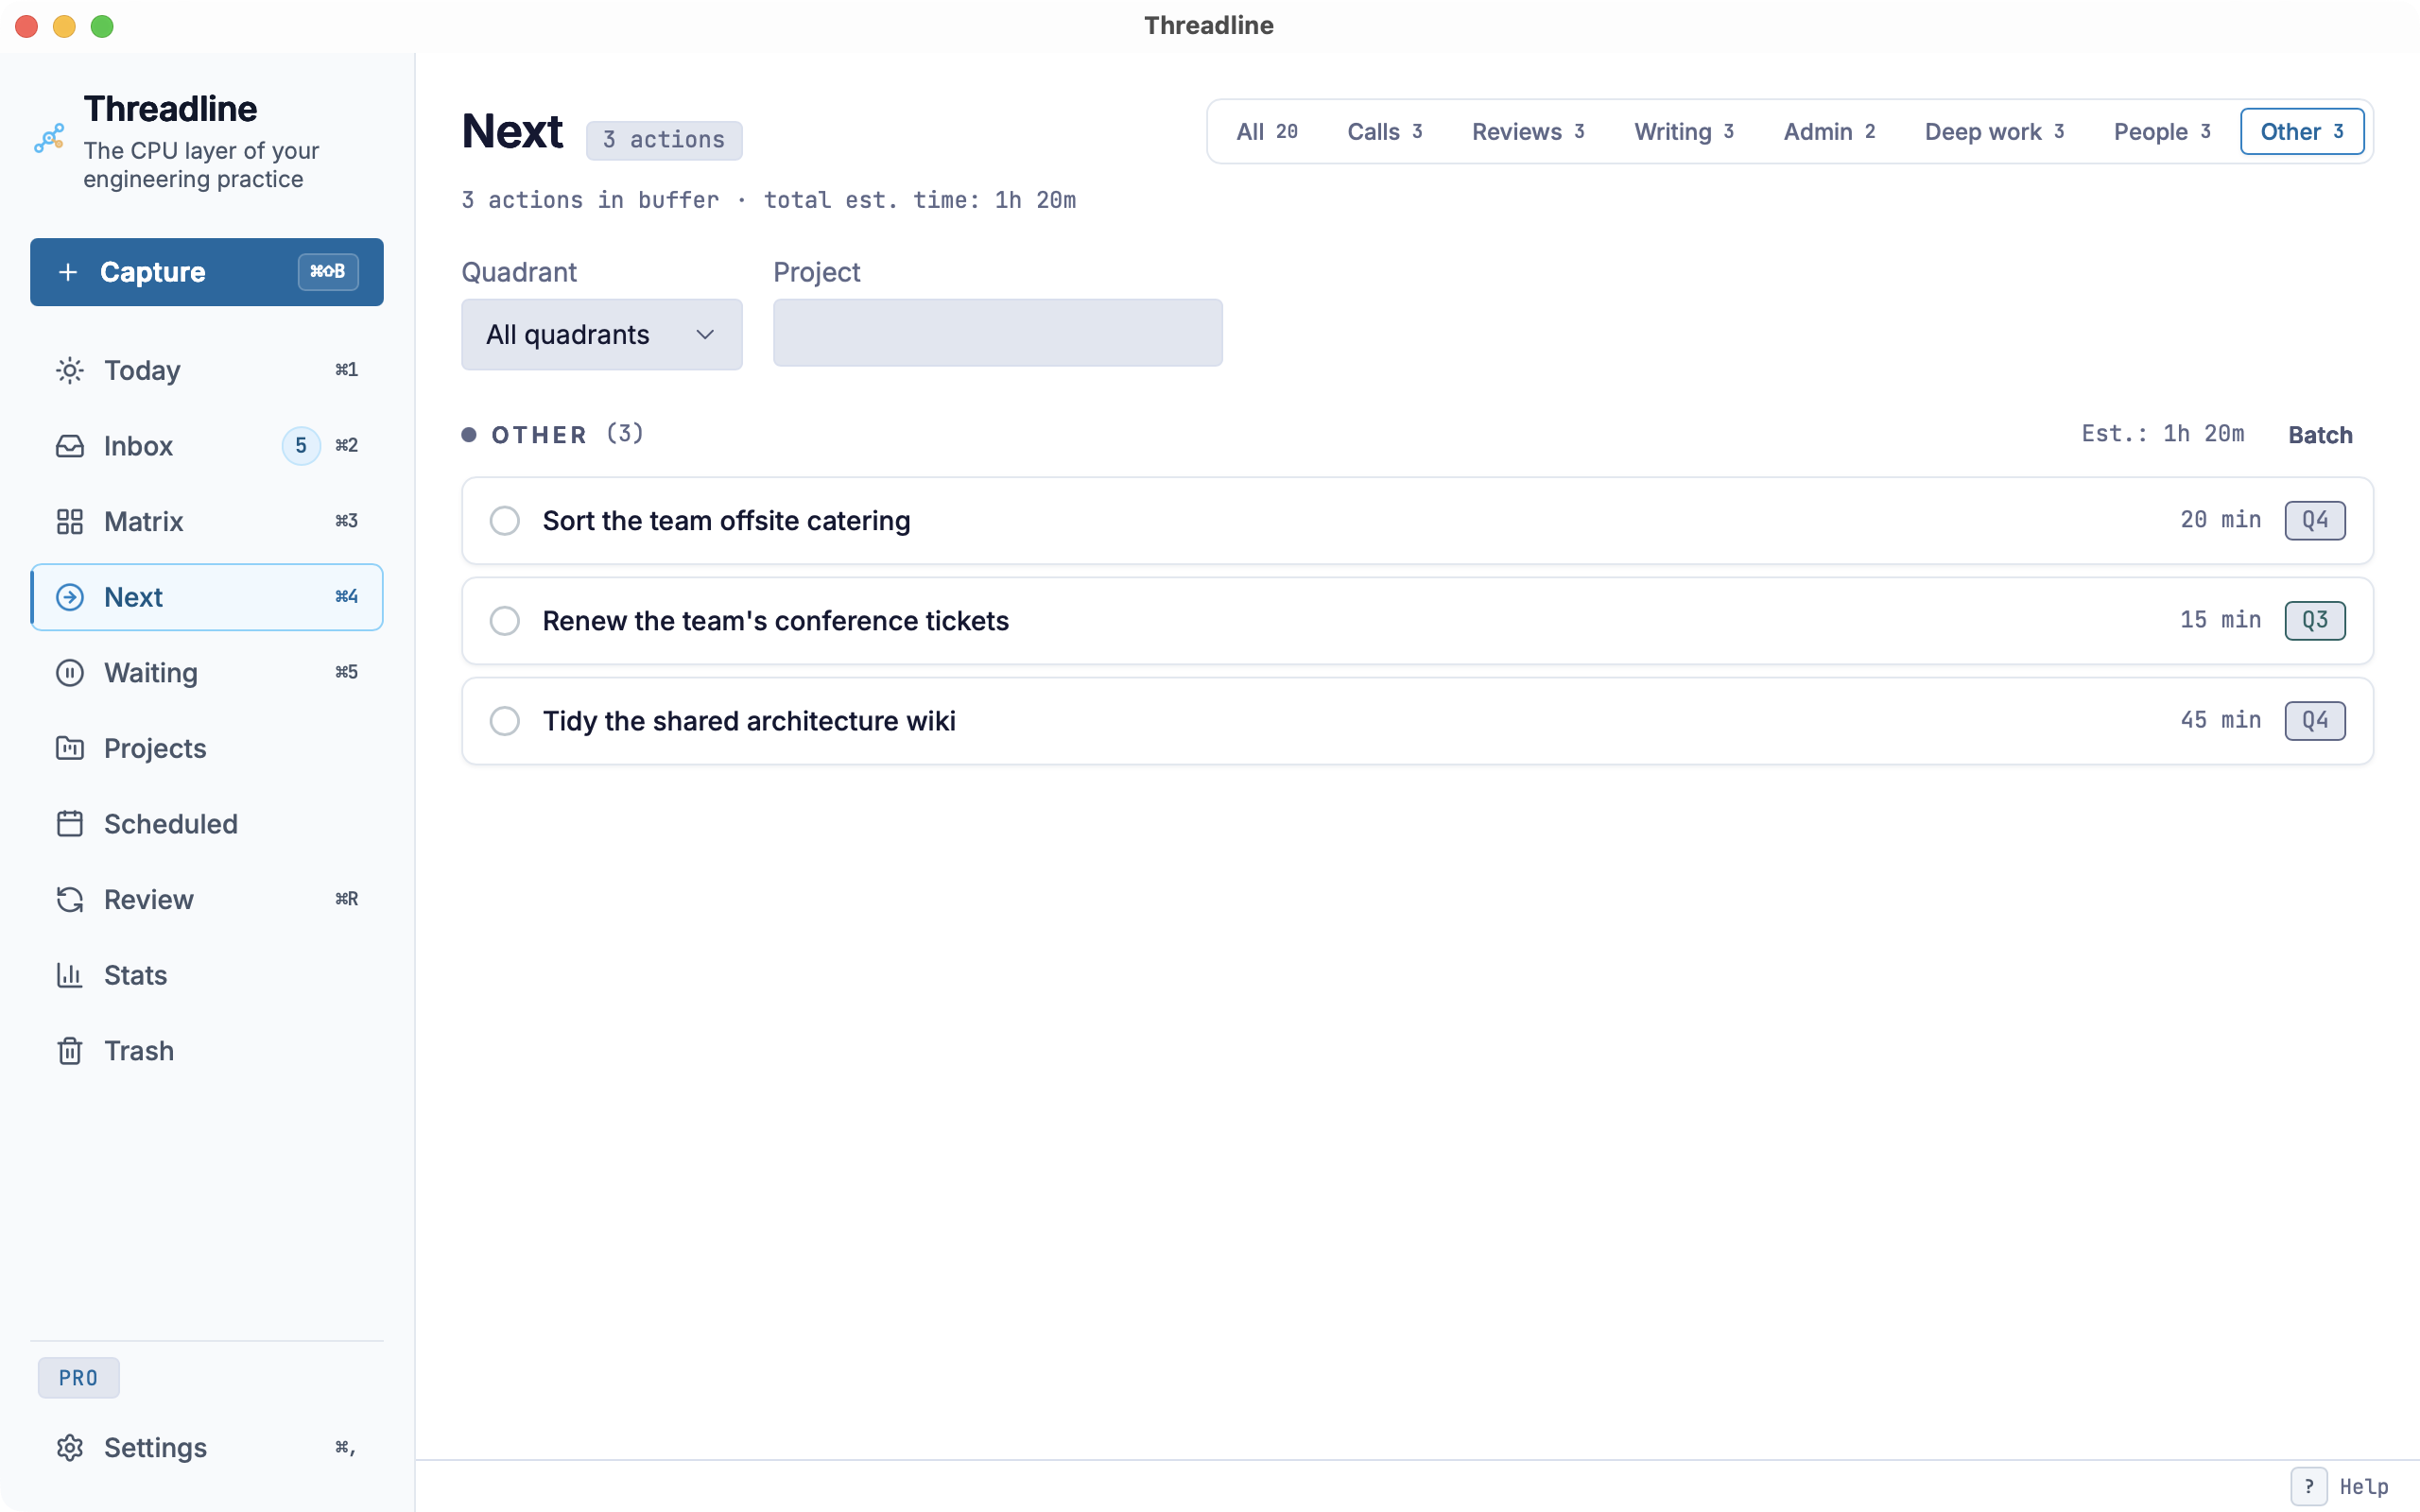 Threadline
Threadline
The CPU layer of your
engineering practice
+ Capture ⌘⇧B
Today ⌘1
Inbox 5 ⌘2
Matrix ⌘3
Next ⌘4
Waiting ⌘5
Projects
Scheduled
Review ⌘R
Stats
Trash
PRO
Settings ⌘,
Next 3 actions
All 20 Calls 3 Reviews 3 Writing 3 Admin 2 Deep work 3 People 3 Other 3
3 actions in buffer · total est. time: 1h 20m
Quadrant Project
All quadrants
OTHER (3) Est.: 1h 20m Batch
Sort the team offsite catering 20 min Q4
Renew the team's conference tickets 15 min Q3
Tidy the shared architecture wiki 45 min Q4
? Help